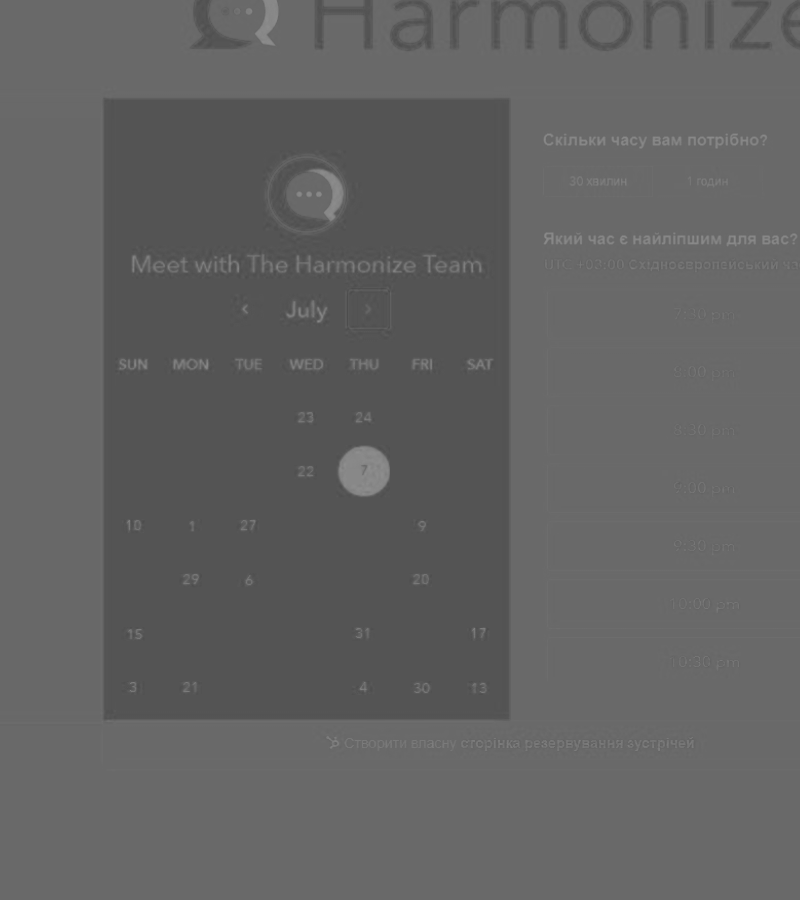 Harmonize
Meet with The Harmonize Team
July
SUN MON TUE WED THU FRI SAT
23 24
22 7
10 1 27 9
29 6 20
15 31 17
3 21 4 30 13
Скільки часу вам потрібно?
30 хвилин 1 годин
Який час є найліпшим для вас?
UTC +03:00 Східноєвропейський
7:30 pm
8:00 pm
8:30 pm
9:00 pm
9:30 pm
10:00 pm
10:30 pm
Створити власну сторінка резервування зустрічей